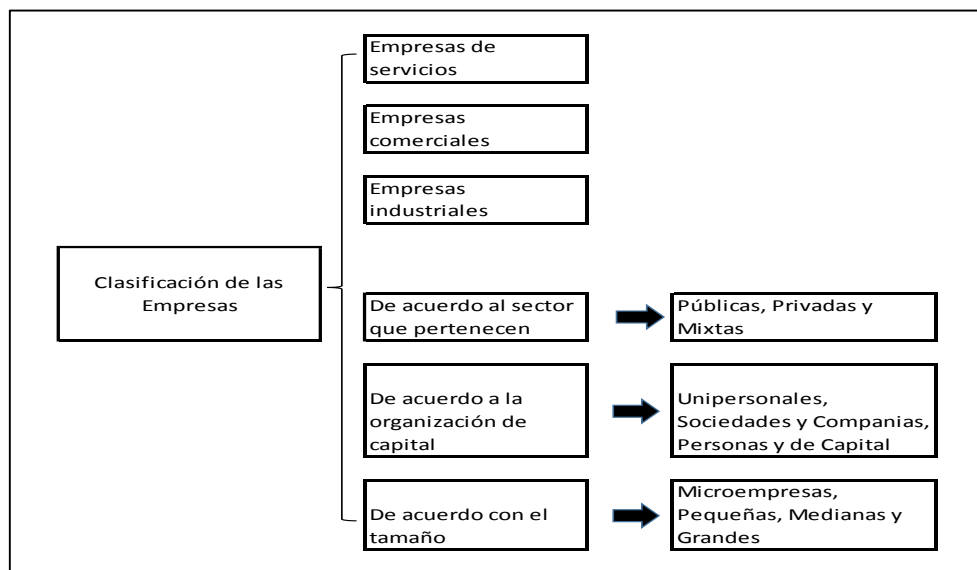 Empresas de
servicios
Empresas
comerciales
Empresas
industriales
Clasificación de las
Empresas
De acuerdo al sector
que pertenecen
Públicas, Privadas y
Mixtas
De acuerdo a la
organización de
capital
Unipersonales,
Sociedades y Companias,
Personas y de Capital
De acuerdo con el
tamaño
Microempresas,
Pequeñas, Medianas y
Grandes